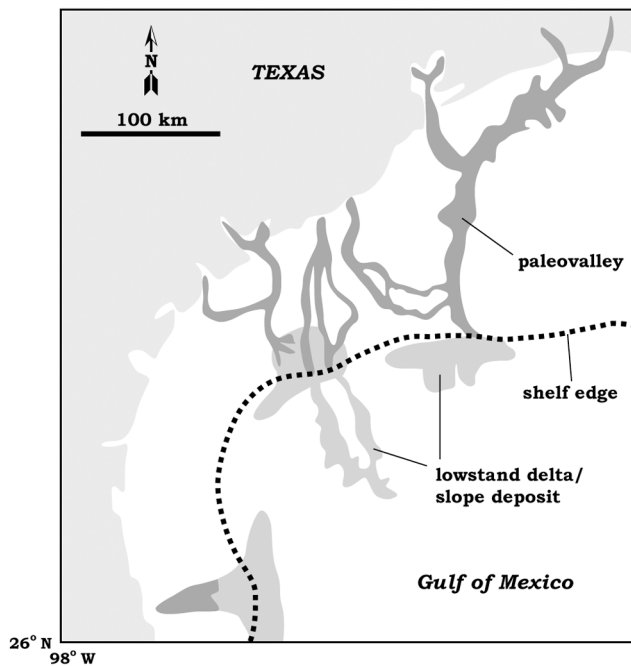 N
TEXAS
100 km
paleovalley
shelf edge
lowstand delta/
slope deposit
Gulf of Mexico
26° N
98° W